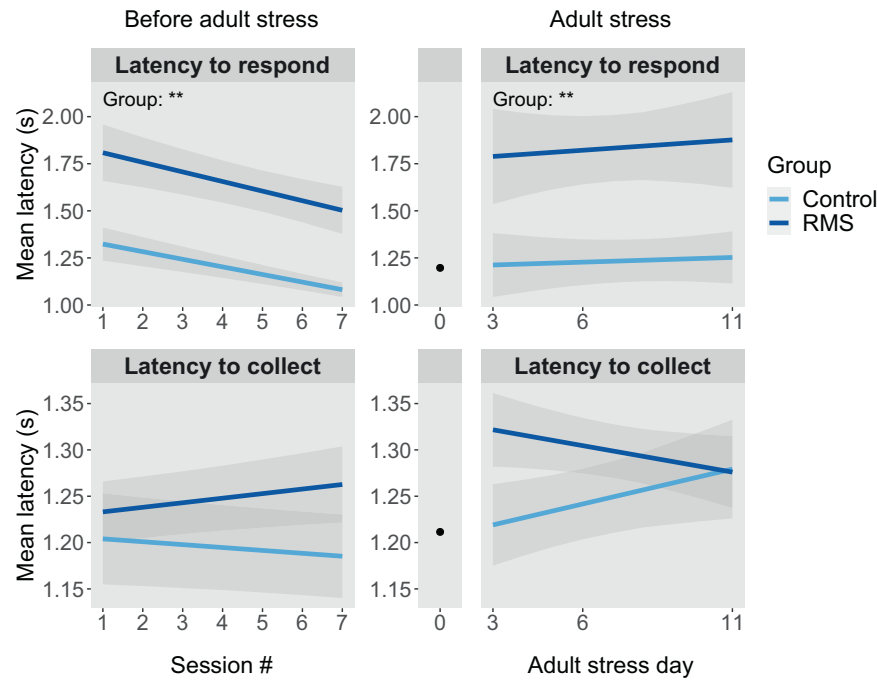 Before adult stress
Adult stress
Latency to respond
Latency to respond
Group: **
Group: **
Mean latency (s)
2.00
1.75
1.50
1.25
1.00
2.00
1.75
1.50
1.25
1.00
1 2 3 4 5 6 7
0
3 6 11
Group
Control
RMS
Latency to collect
Latency to collect
Mean latency (s)
1.35
1.30
1.25
1.20
1.15
1.35
1.30
1.25
1.20
1.15
1 2 3 4 5 6 7
0
3 6 11
Session #
Adult stress day